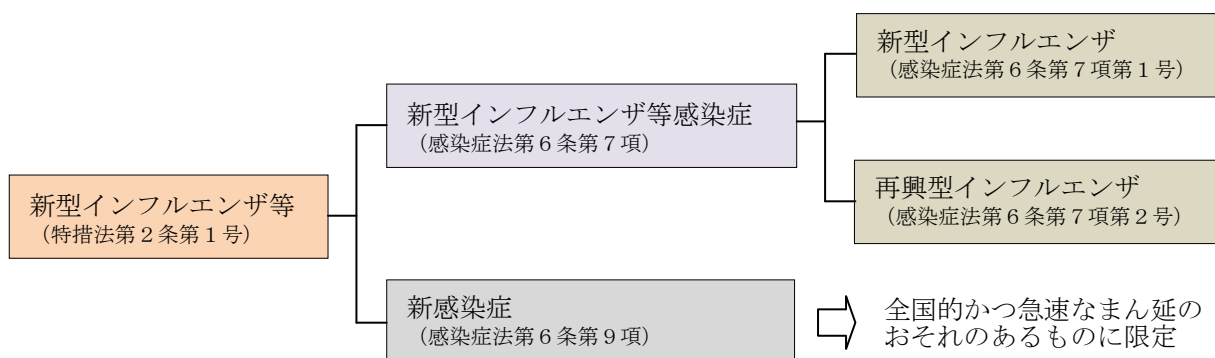 新型インフルエンザ等
（特措法第２条第１号）
新型インフルエンザ等感染症
（感染症法第６条第７項）
新型インフルエンザ
（感染症法第６条第７項第１号）
再興型インフルエンザ
（感染症法第６条第７項第２号）
新感染症
（感染症法第６条第９項）
全国的かつ急速なまん延の
おそれのあるものに限定